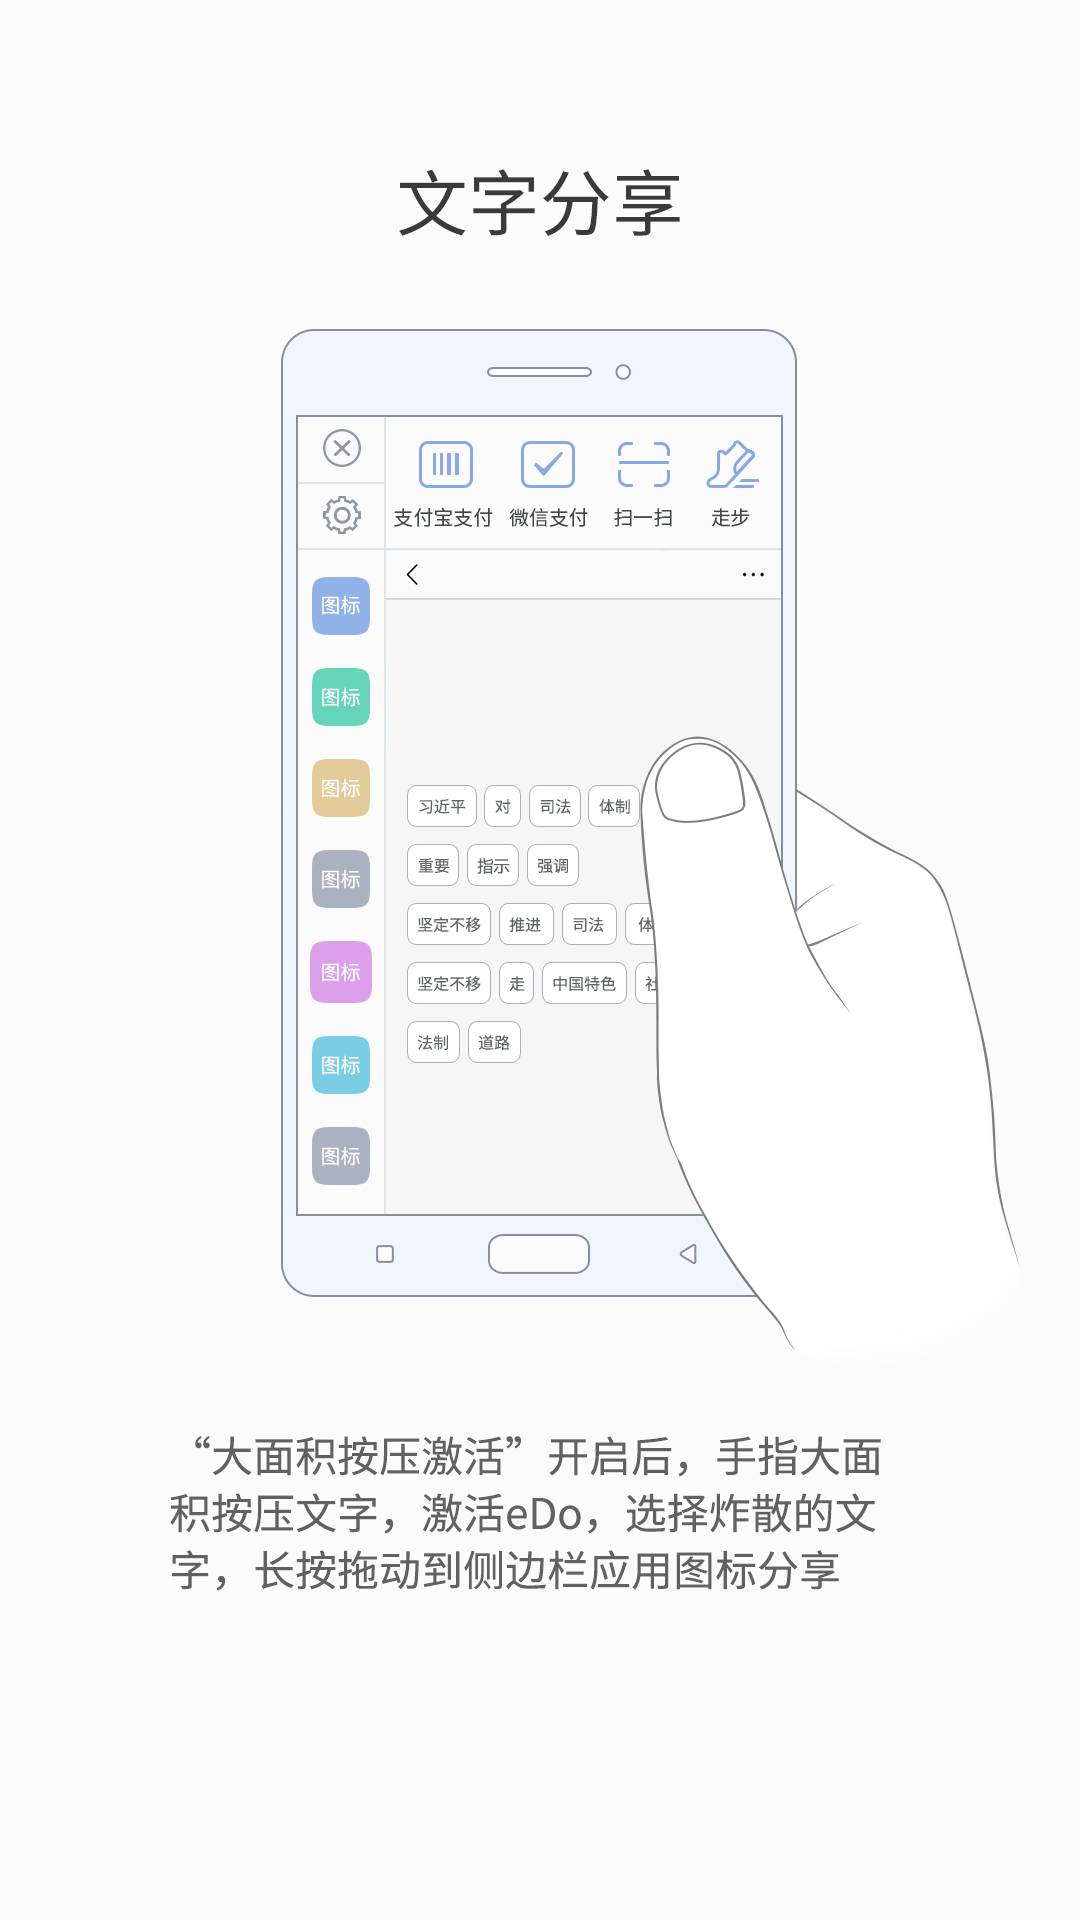 文字分享
支付宝支付 微信支付 扫一扫 走步
图标
图标
图标
图标
图标
图标
图标
习近平 对 司法 体制
重要 指示 强调
坚定不移 推进 司法 体
坚定不移 走 中国特色 社
法制 道路
“大面积按压激活”开启后，手指大面
积按压文字，激活eDo，选择炸散的文
字，长按拖动到侧边栏应用图标分享